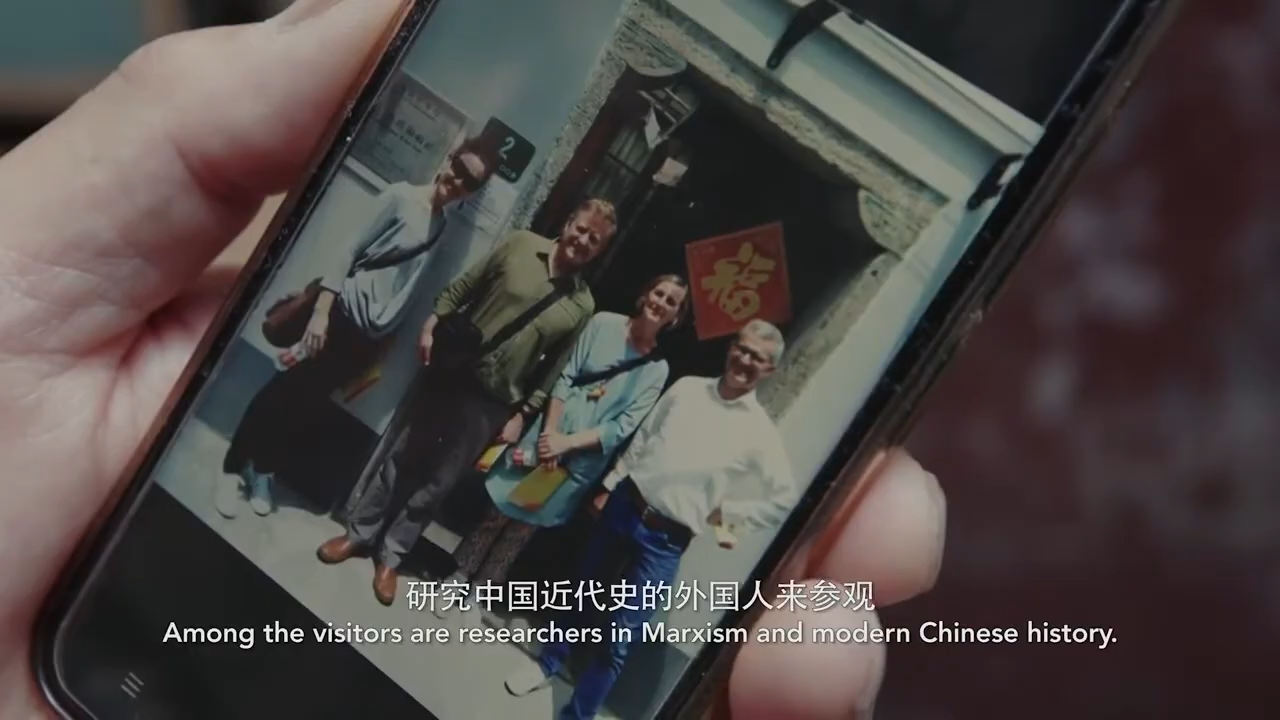 2
福
研究中国近代史的外国人来参观
Among the visitors are researchers in Marxism and modern Chinese history.